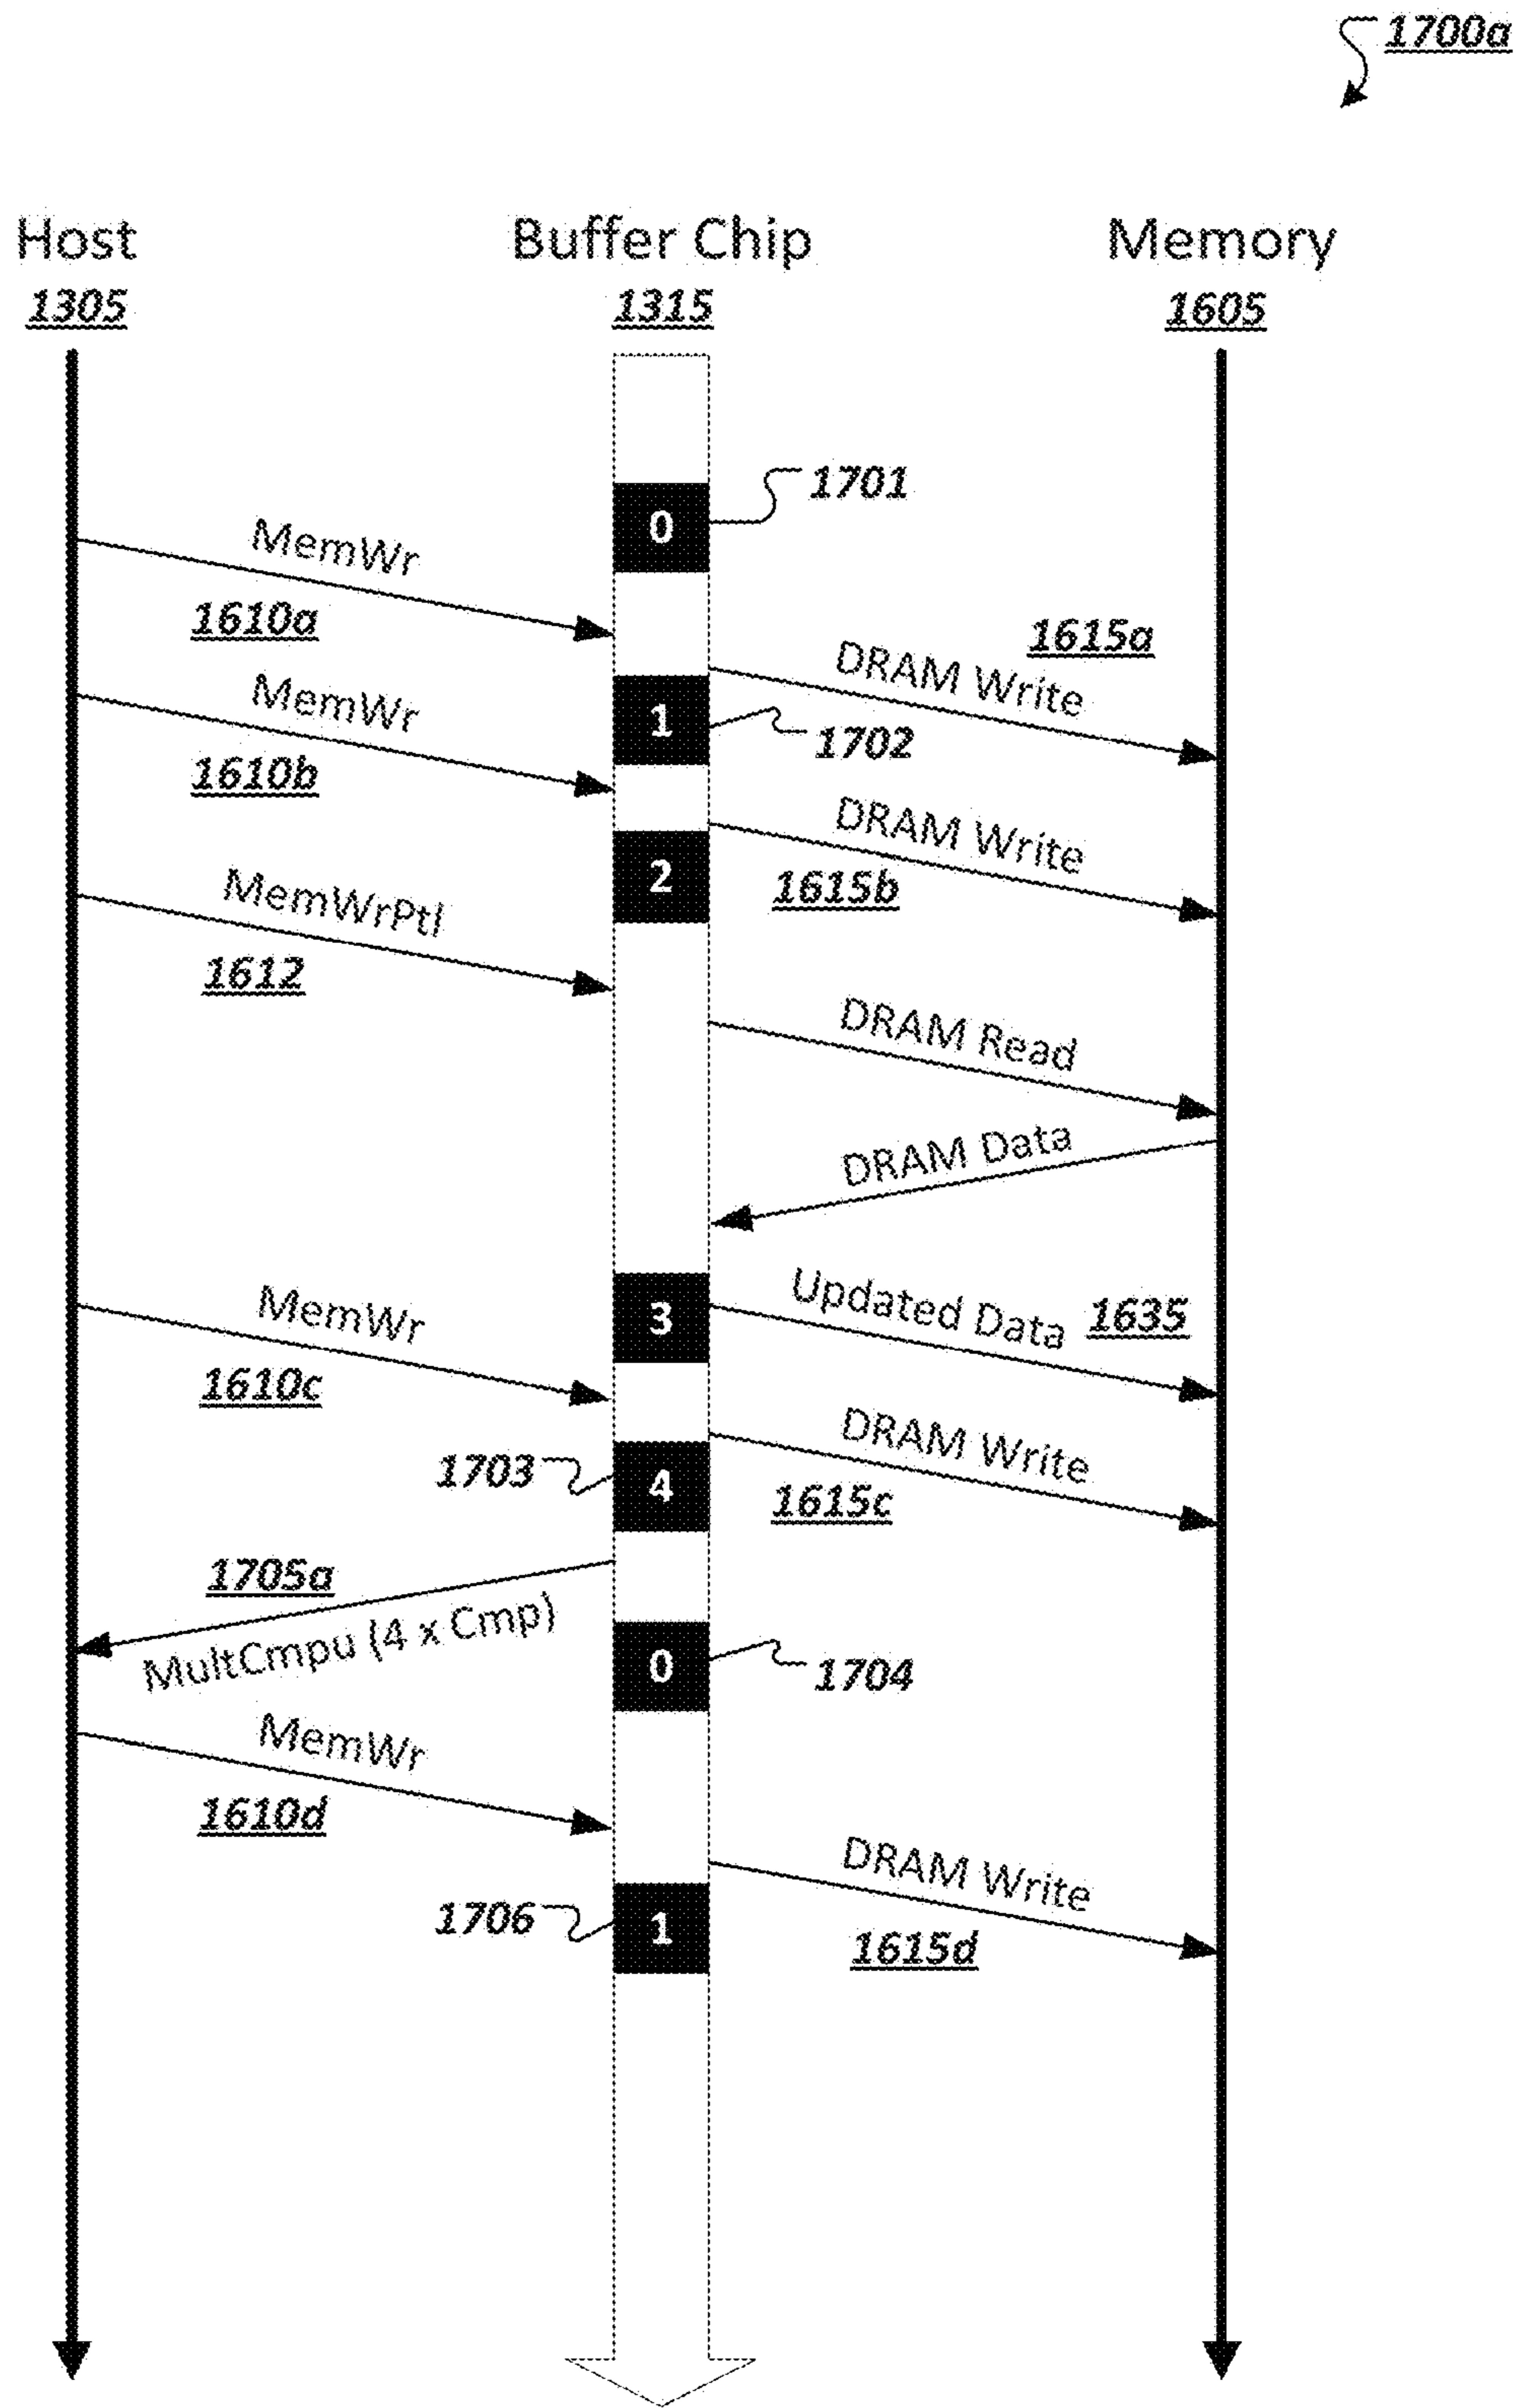 1700a
Host Buffer Chip Memory
1305 1315 1605
1701
0
MemWr
1610a
1615a
DRAM Write
MemWr
1
1702
1610b
DRAM Write
2
MemWrPtl
1615b
1612
DRAM Read
DRAM Data
MemWr
3
Updated Data 1635
1610c
DRAM Write
1703
4
1615c
1705a
MultCmpu (4 x Cmp)
0
1704
MemWr
1610d
DRAM Write
1706
1
1615d